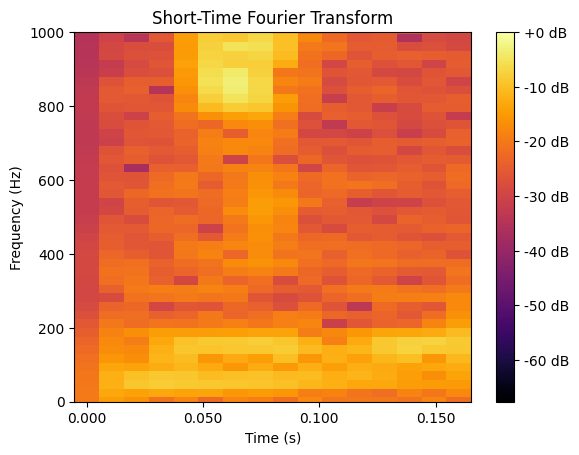 Short-Time Fourier Transform
Frequency (Hz)
1000
800
600
400
200
0
0.000
0.050
0.100
0.150
Time (s)
+0 dB
-10 dB
-20 dB
-30 dB
-40 dB
-50 dB
-60 dB